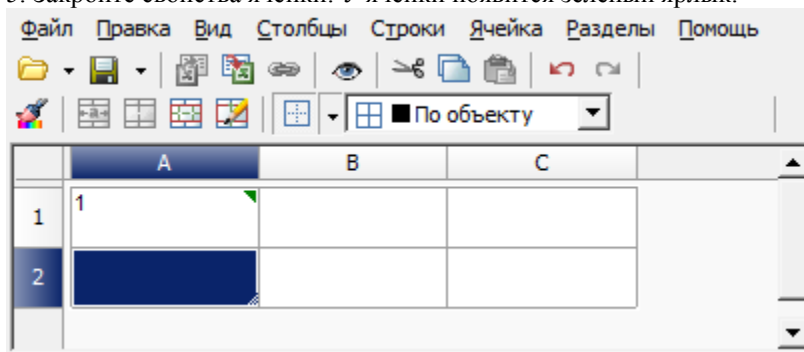 5. Закройте свойства ячейки. У ячейки появится зеленый ярлык.
Файл Правка Вид Столбцы Строки Ячейка Разделы Помощь
По объекту
A B C
1 1
2